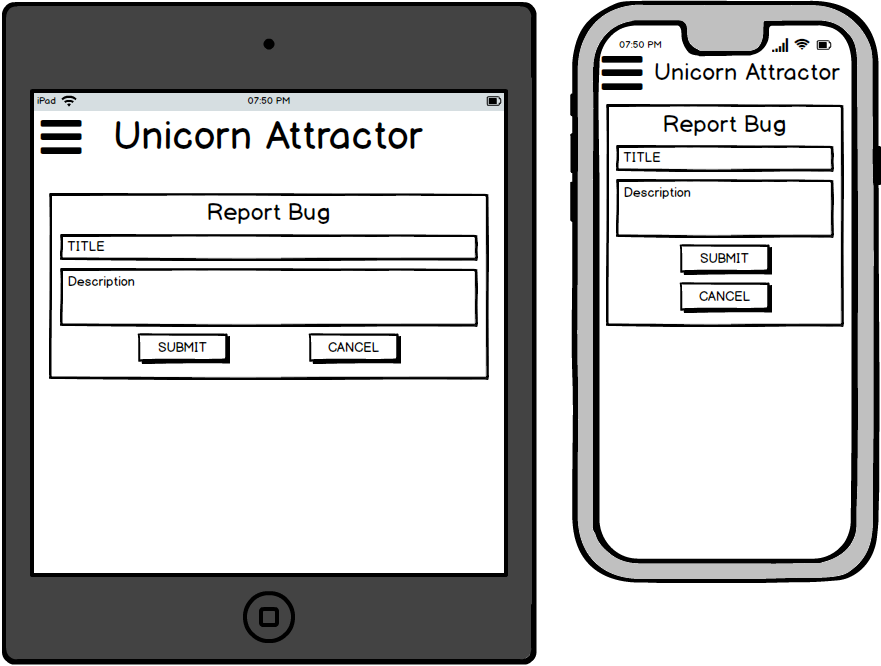 iPad 07:50 PM
Unicorn Attractor
Report Bug
TITLE
Description
SUBMIT CANCEL
07:50 PM
Unicorn Attractor
Report Bug
TITLE
Description
SUBMIT
CANCEL